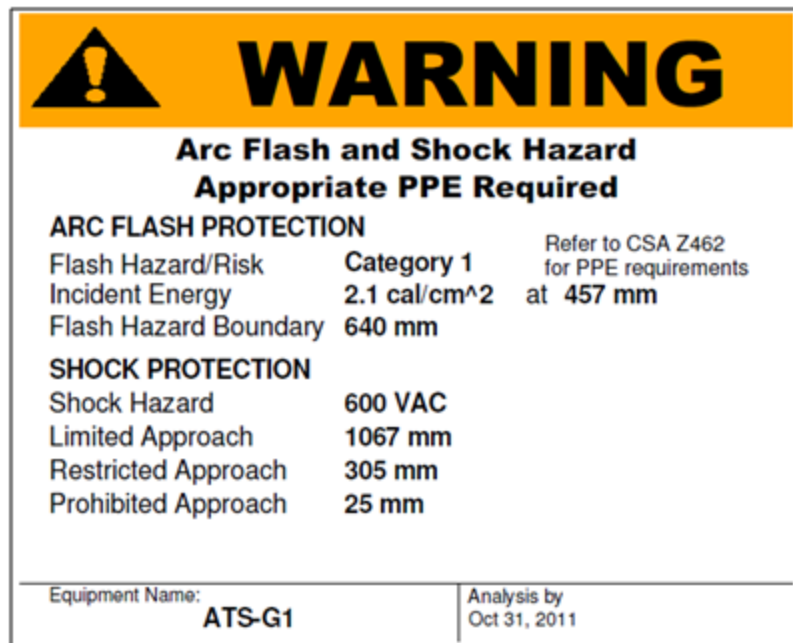 WARNING
Arc Flash and Shock Hazard
Appropriate PPE Required
ARC FLASH PROTECTION
Refer to CSA Z462
for PPE requirements
Flash Hazard/Risk Category 1
Incident Energy 2.1 cal/cm^2 at 457 mm
Flash Hazard Boundary 640 mm
SHOCK PROTECTION
Shock Hazard 600 VAC
Limited Approach 1067 mm
Restricted Approach 305 mm
Prohibited Approach 25 mm
Equipment Name:
ATS-G1
Analysis by
Oct 31, 2011